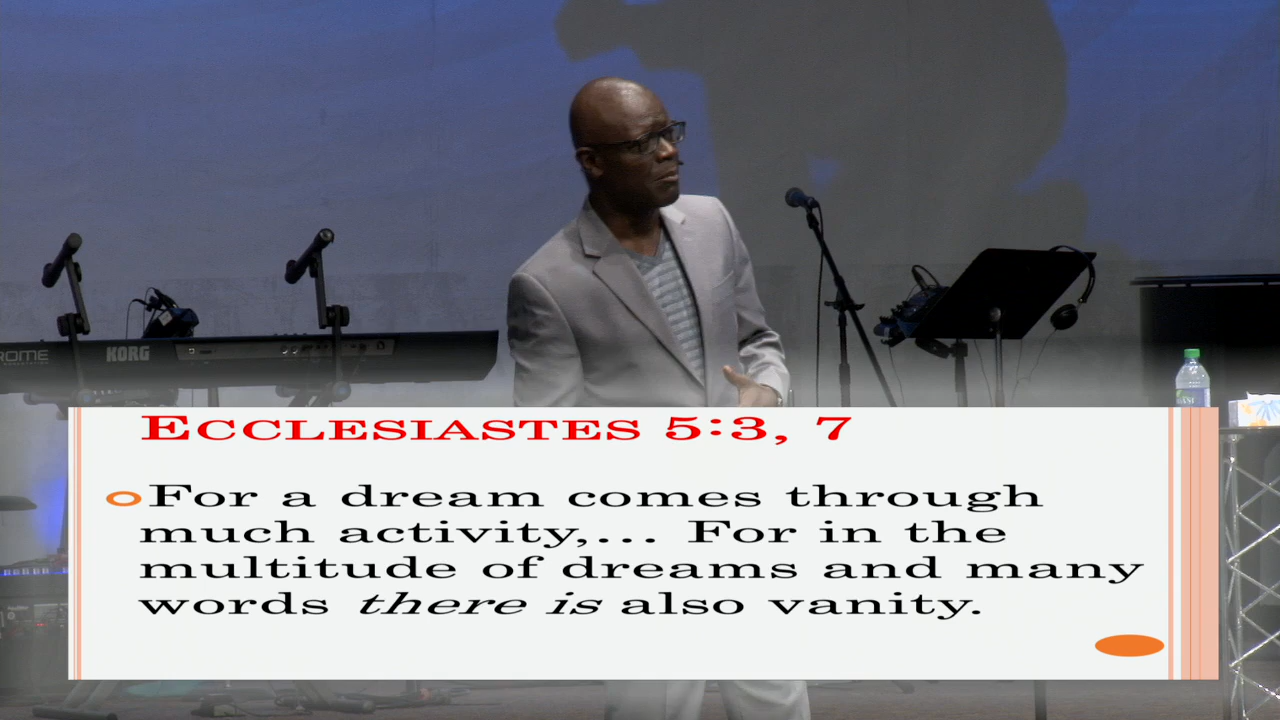 ROME
KORG
ECCLESIASTES 5:3, 7
For a dream comes through
much activity,... For in the
multitude of dreams and many
words there is also vanity.